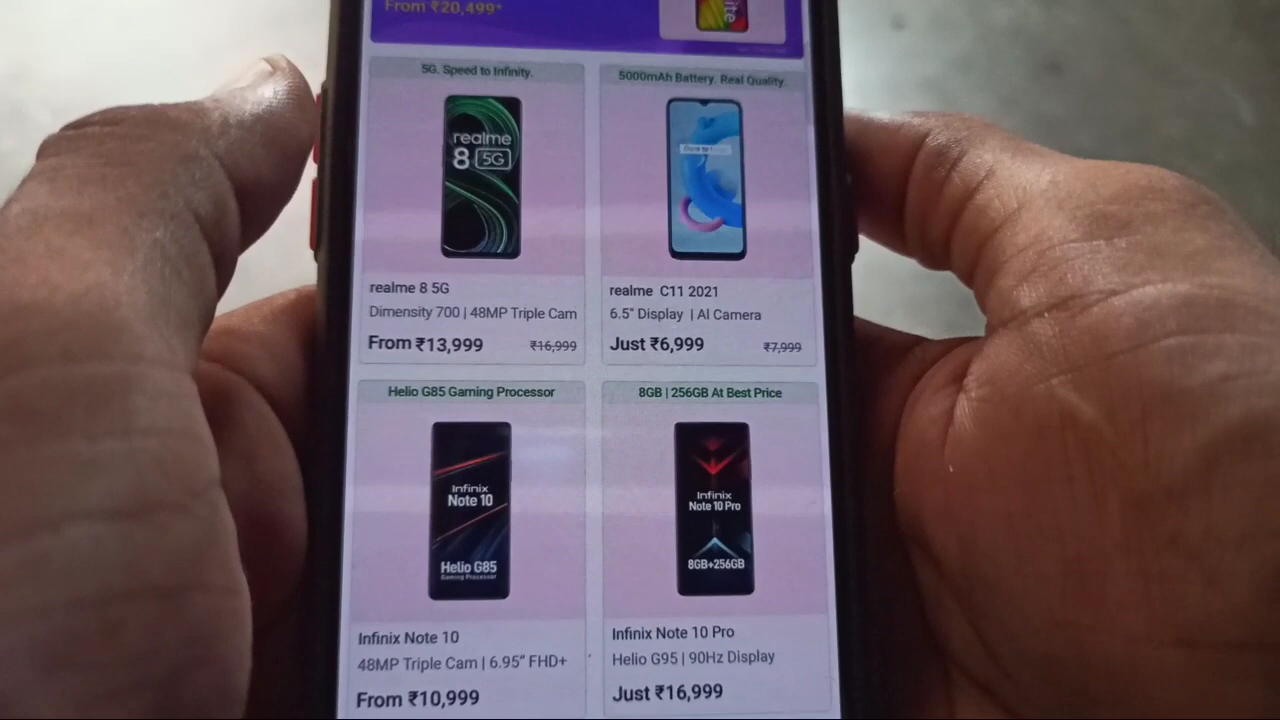 From ₹20,499*
5G. Speed to Infinity.
realme
8 5G
realme 8 5G
Dimensity 700 | 48MP Triple Cam
From ₹13,999 ₹16,999
5000mAh Battery. Real Quality.
realme C11 2021
6.5" Display | AI Camera
Just ₹6,999 ₹7,999
Helio G85 Gaming Processor
Infinix
Note 10
Helio G85
Gaming Processor
Infinix Note 10
48MP Triple Cam | 6.95" FHD+
From ₹10,999
8GB | 256GB At Best Price
Infinix
Note 10 Pro
8GB+256GB
Infinix Note 10 Pro
Helio G95 | 90Hz Display
Just ₹16,999